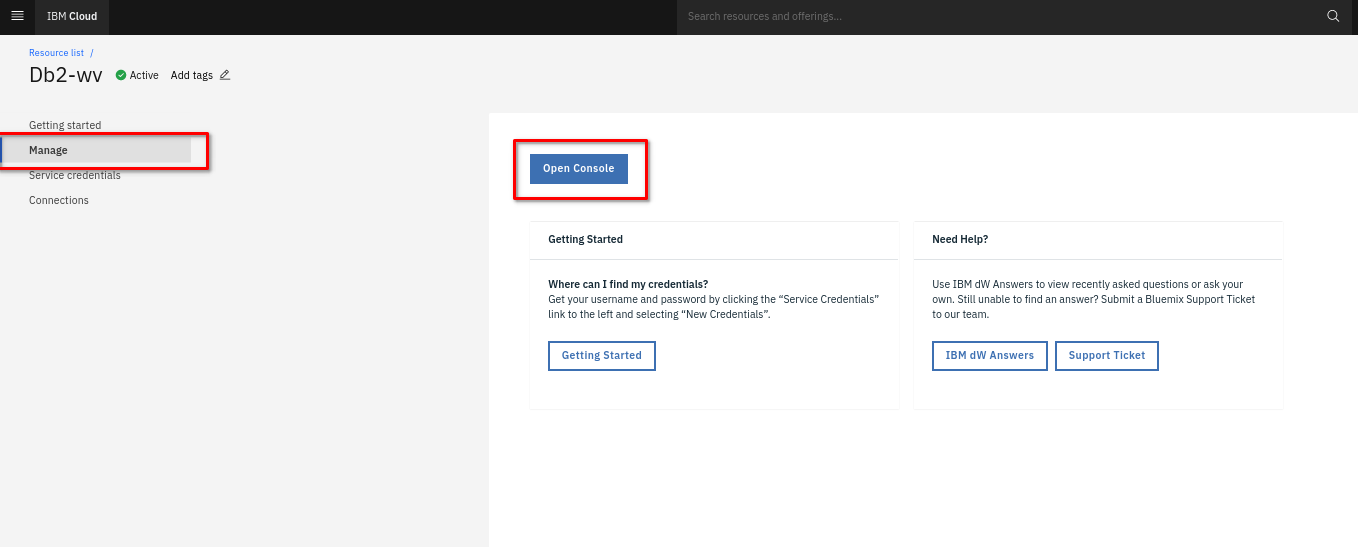 IBM Cloud
Search resources and offerings...
Resource list /
Db2-wv Active Add tags
Getting started
Manage
Service credentials
Connections
Open Console
Getting Started
Where can I find my credentials?
Get your username and password by clicking the “Service Credentials”
link to the left and selecting “New Credentials”.
Getting Started
Need Help?
Use IBM dW Answers to view recently asked questions or ask your
own. Still unable to find an answer? Submit a Bluemix Support Ticket
to our team.
IBM dW Answers Support Ticket